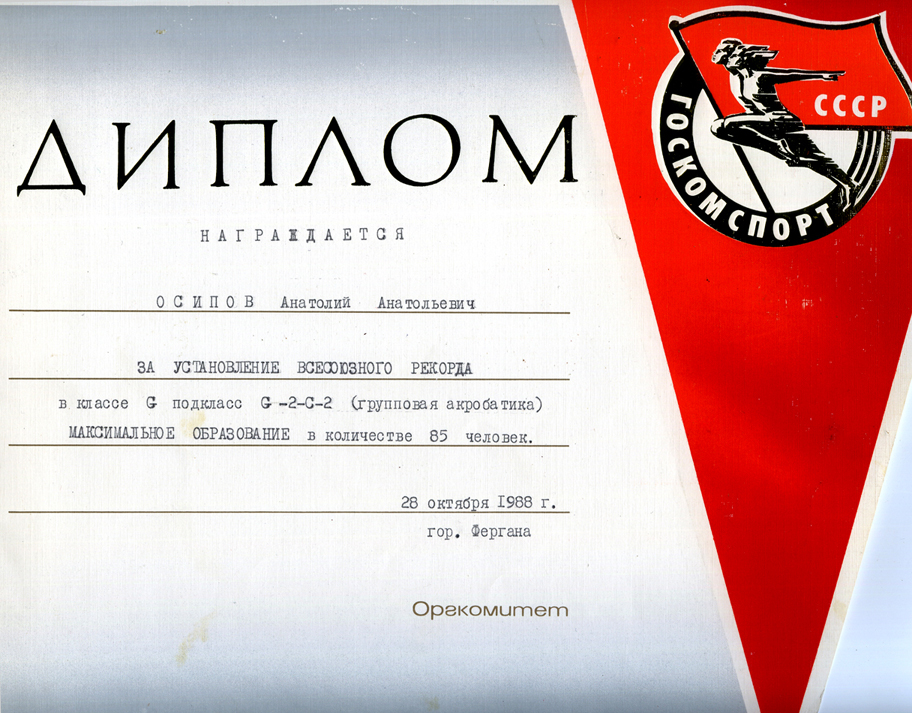 ДИПЛОМ
НАГРАЖДАЕТСЯ
ОСИПОВ Анатолий Анатольевич
ЗА УСТАНОВЛЕНИЕ ВСЕСОЮЗНОГО РЕКОРДА
в классе G подкласс G-2-C-2 (групповая акробатика)
МАКСИМАЛЬНОЕ ОБРАЗОВАНИЕ в количестве 85 человек.
28 октября 1988 г.
гор. Фергана
Оргкомитет
СССР
ГОСКОМСПОРТ